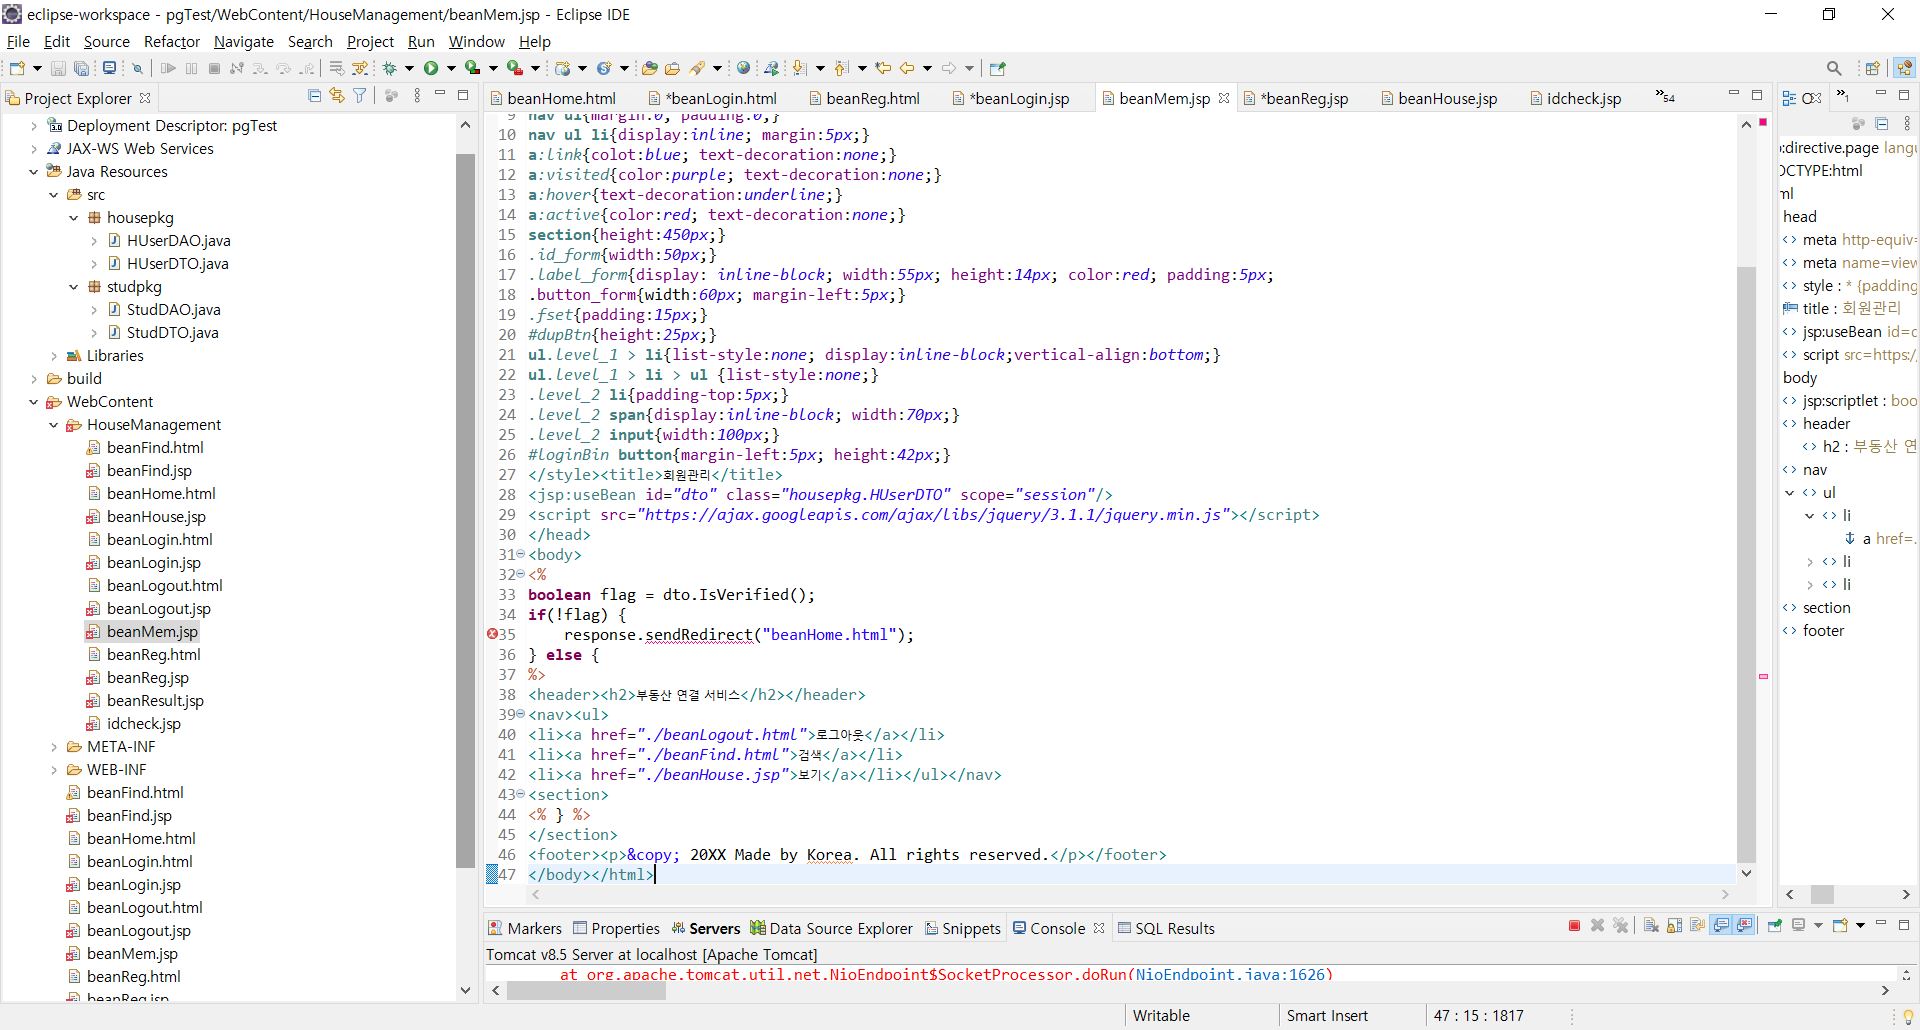 eclipse-workspace - pgTest/WebContent/HouseManagement/beanMem.jsp - Eclipse IDE
File Edit Source Refactor Navigate Search Project Run Window Help
Project Explorer
Deployment Descriptor: pgTest
JAX-WS Web Services
Java Resources
src
housepkg
HUserDAO.java
HUserDTO.java
studpkg
StudDAO.java
StudDTO.java
Libraries
build
WebContent
HouseManagement
beanFind.html
beanFind.jsp
beanHome.html
beanHouse.jsp
beanLogin.html
beanLogin.jsp
beanLogout.html
beanLogout.jsp
beanMem.jsp
beanReg.html
beanReg.jsp
beanResult.jsp
idcheck.jsp
META-INF
WEB-INF
beanFind.html
beanFind.jsp
beanHome.html
beanLogin.html
beanLogin.jsp
beanLogout.html
beanLogout.jsp
beanMem.jsp
beanReg.html
beanReg.jsp
beanHome.html *beanLogin.html beanReg.html *beanLogin.jsp beanMem.jsp *beanReg.jsp beanHouse.jsp idcheck.jsp »54
9 nav ul{margin:0; padding:0;}
10 nav ul li{display:inline; margin:5px;}
11 a:link{colot:blue; text-decoration:none;}
12 a:visited{color:purple; text-decoration:none;}
13 a:hover{text-decoration:underline;}
14 a:active{color:red; text-decoration:none;}
15 section{height:450px;}
16 .id_form{width:50px;}
17 .label_form{display: inline-block; width:55px; height:14px; color:red; padding:5px;
18 .button_form{width:60px; margin-left:5px;}
19 .fset{padding:15px;}
20 #dupBtn{height:25px;}
21 ul.level_1 > li{list-style:none; display:inline-block;vertical-align:bottom;}
22 ul.level_1 > li > ul {list-style:none;}
23 .level_2 li{padding-top:5px;}
24 .level_2 span{display:inline-block; width:70px;}
25 .level_2 input{width:100px;}
26 #loginBin button{margin-left:5px; height:42px;}
27 </style><title>회원관리</title>
28 <jsp:useBean id="dto" class="housepkg.HUserDTO" scope="session"/>
29 <script src="https://ajax.googleapis.com/ajax/libs/jquery/3.1.1/jquery.min.js"></script>
30 </head>
31 <body>
32 <%
33 boolean flag = dto.IsVerified();
34 if(!flag) {
35 response.sendRedirect("beanHome.html");
36 } else {
37 %>
38 <header><h2>부동산 연결 서비스</h2></header>
39 <nav><ul>
40 <li><a href="./beanLogout.html">로그아웃</a></li>
41 <li><a href="./beanFind.html">검색</a></li>
42 <li><a href="./beanHouse.jsp">보기</a></li></ul></nav>
43 <section>
44 <% } %>
45 </section>
46 <footer><p>&copy; 20XX Made by Korea. All rights reserved.</p></footer>
47 </body></html>
»1
:directive.page langu
OCTYPE:html
ml
head
meta http-equiv=
meta name=view
style : * {padding
title : 회원관리
jsp:useBean id=d
script src=https:/
body
jsp:scriptlet : boo
header
h2 : 부동산 연
nav
ul
li
a href=.
li
li
section
footer
Markers Properties Servers Data Source Explorer Snippets Console SQL Results
Tomcat v8.5 Server at localhost [Apache Tomcat]
at org.apache.tomcat.util.net.NioEndpoint$SocketProcessor.doRun(NioEndpoint.java:1626)
Writable Smart Insert 47 : 15 : 1817